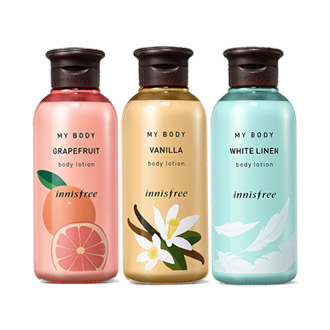 MY BODY
GRAPEFRUIT
body lotion
innisfree
MY BODY
VANILLA
body lotion
innisfree
MY BODY
WHITE LINEN
body lotion
innisfree